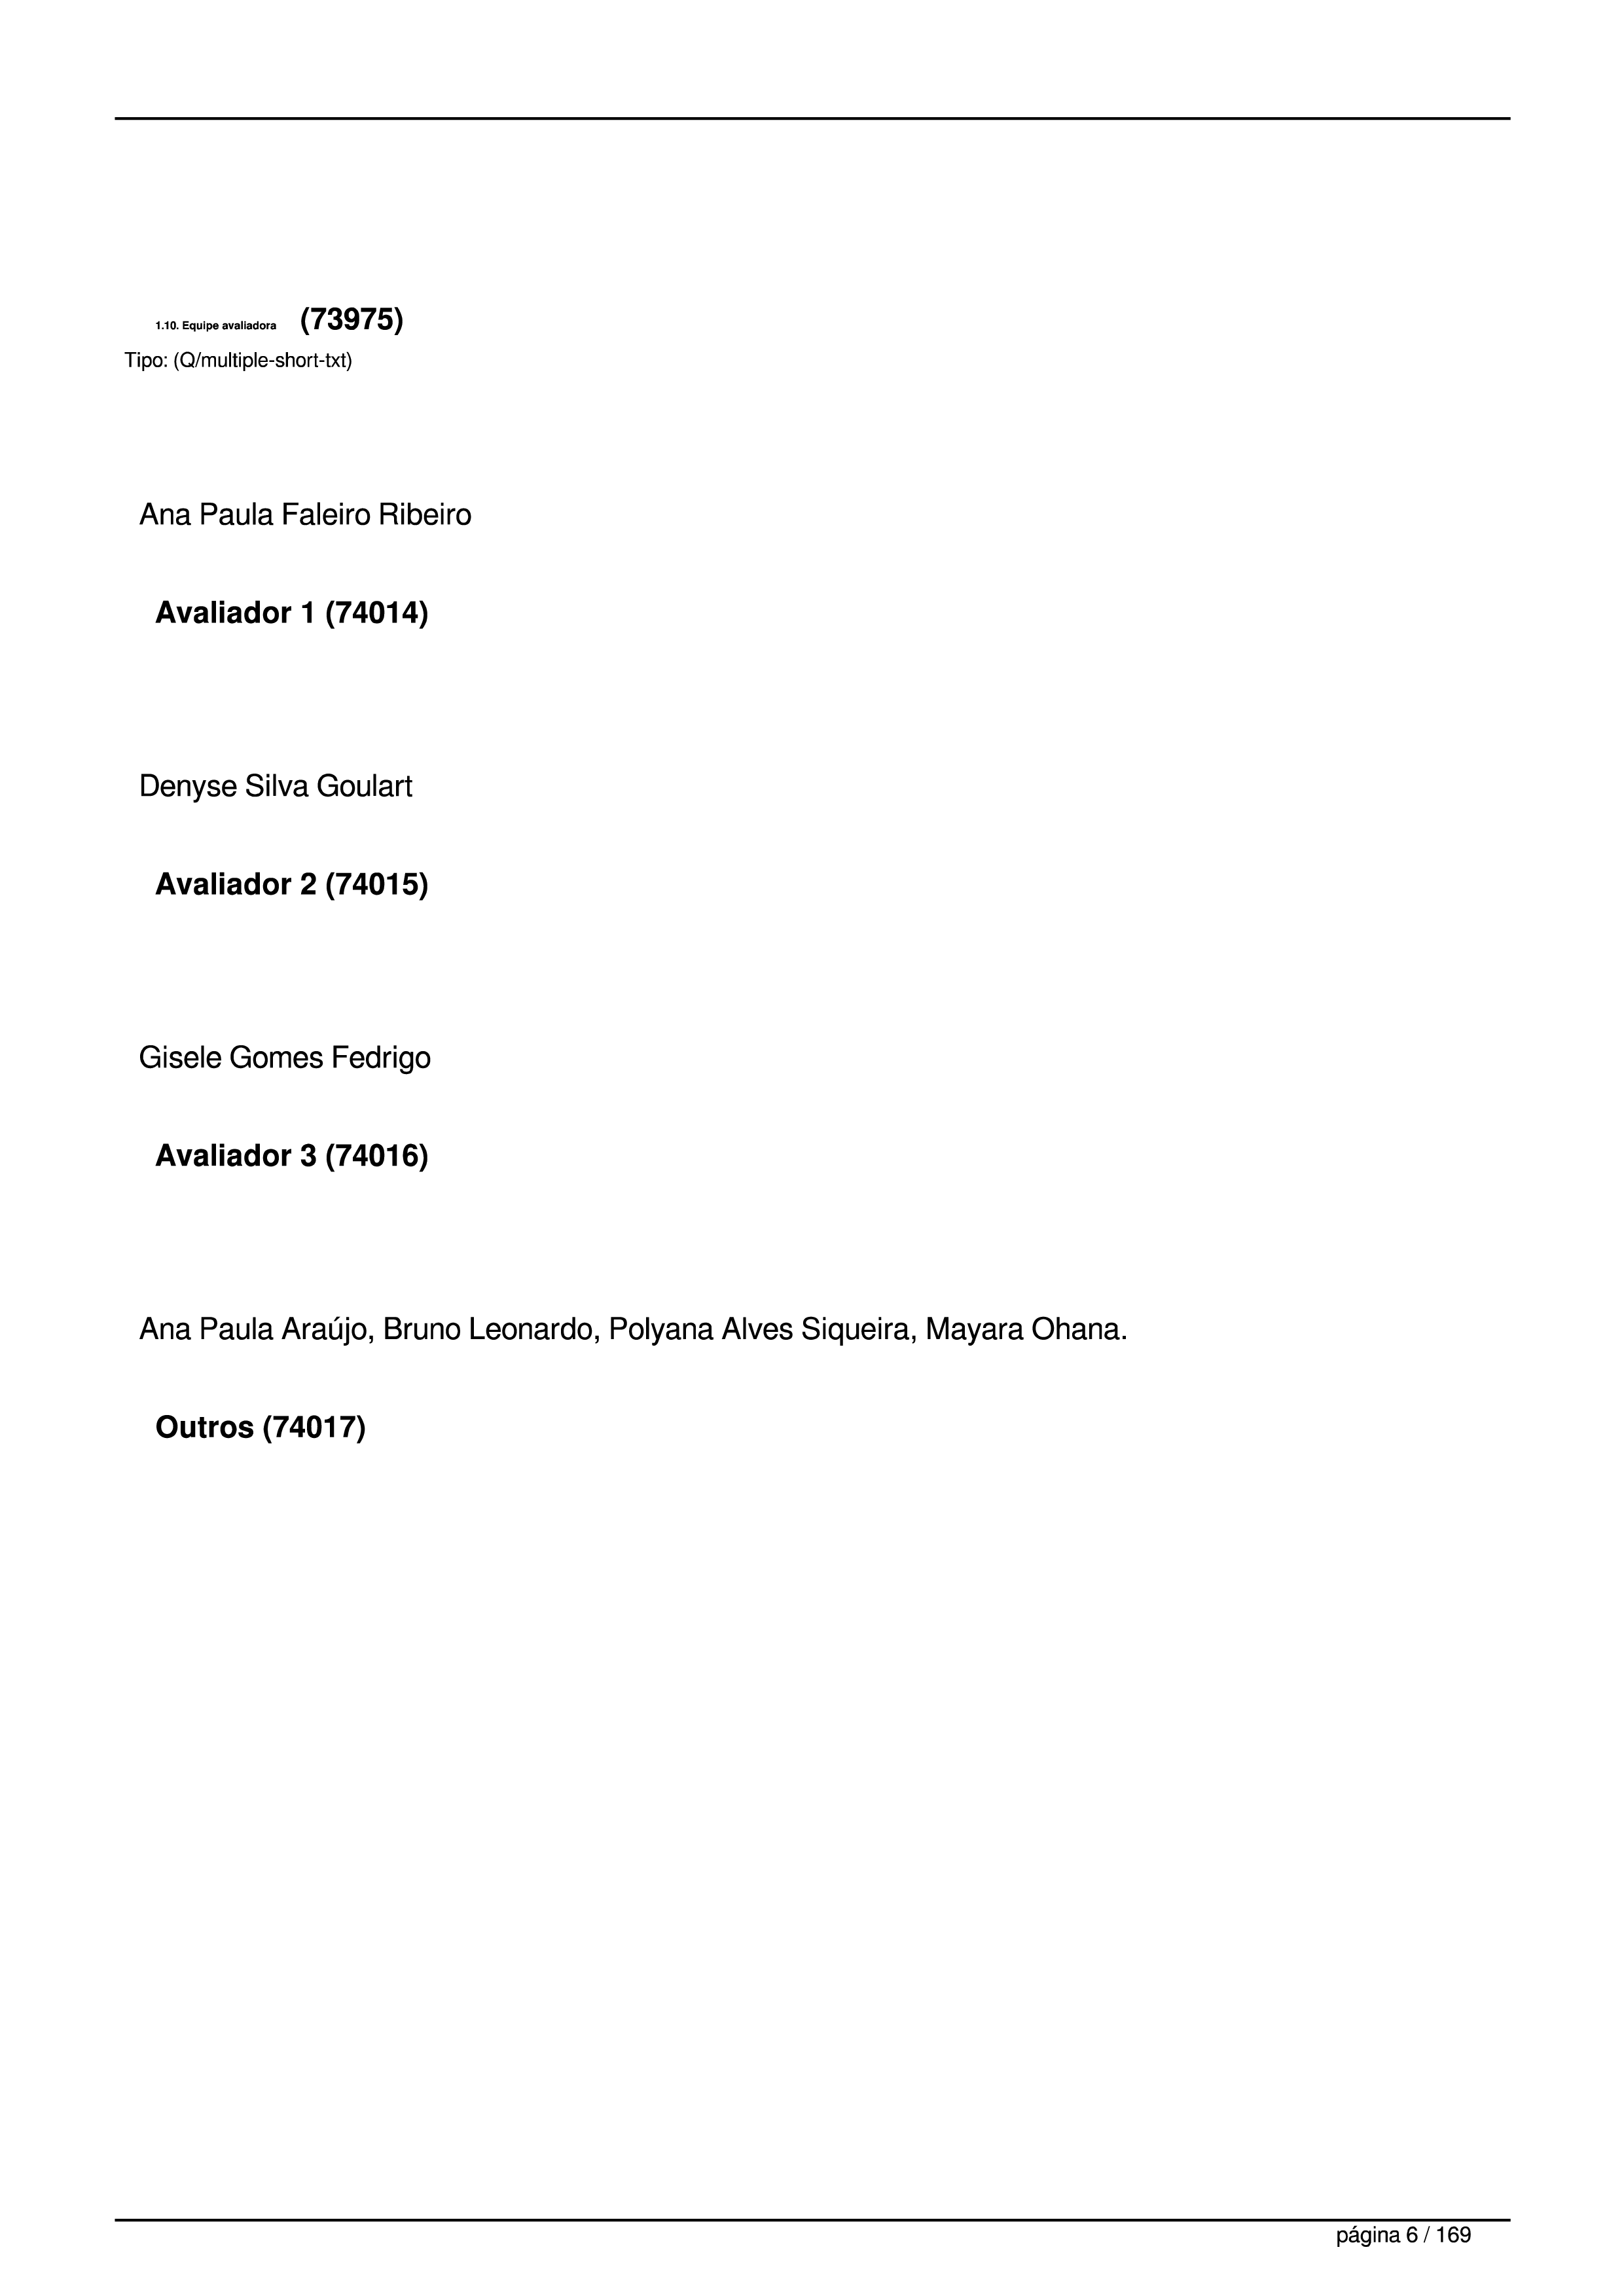 1.10. Equipe avaliadora (73975)
Tipo: (Q/multiple-short-txt)
Ana Paula Faleiro Ribeiro
Avaliador 1 (74014)
Denyse Silva Goulart
Avaliador 2 (74015)
Gisele Gomes Fedrigo
Avaliador 3 (74016)
Ana Paula Araújo, Bruno Leonardo, Polyana Alves Siqueira, Mayara Ohana.
Outros (74017)
página 6 / 169